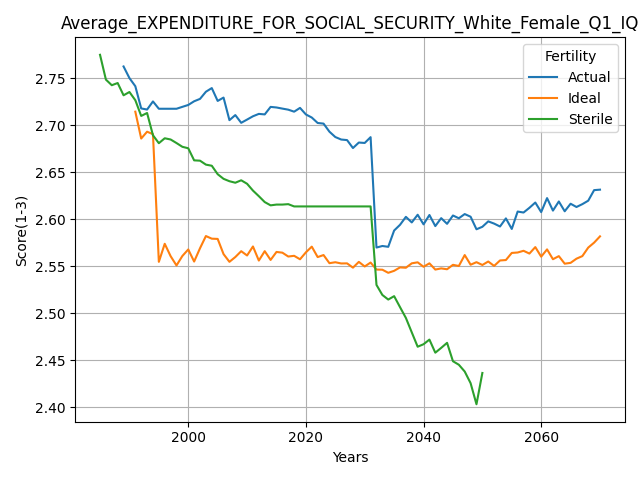 Average_EXPENDITURE_FOR_SOCIAL_SECURITY_White_Female_Q1_IQ
Fertility
Actual
Ideal
Sterile
Score(1-3)
2.75
2.70
2.65
2.60
2.55
2.50
2.45
2.40
2000
2020
2040
2060
Years